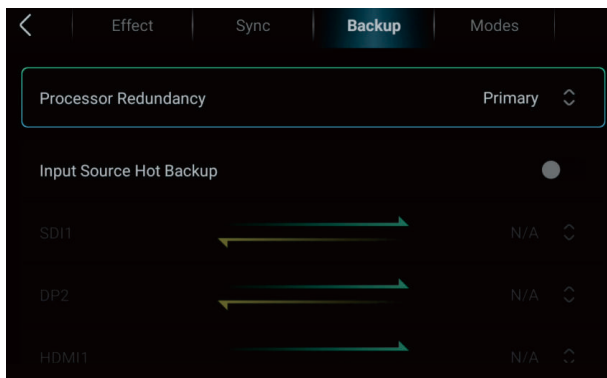 Effect Sync Backup Modes
Processor Redundancy Primary
Input Source Hot Backup
SDI1 N/A
DP2 N/A
HDMI1 N/A